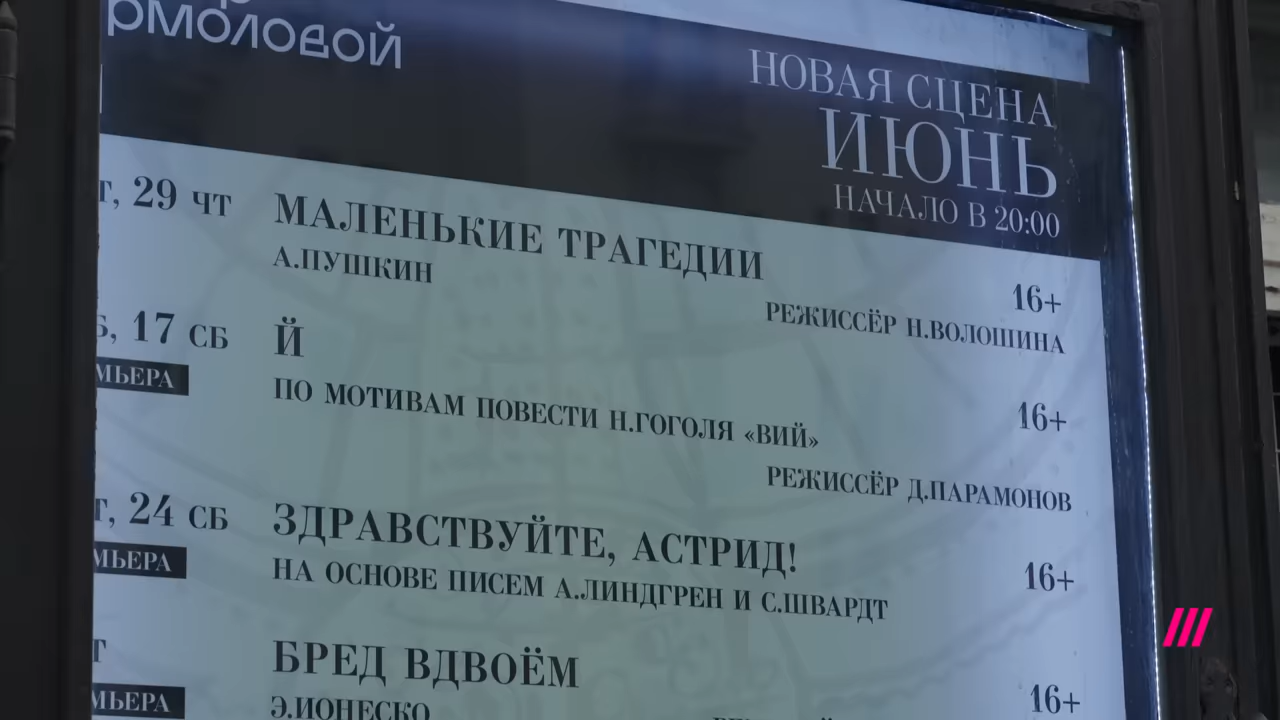 рмоловой
НОВАЯ СЦЕНА
ИЮНЬ
НАЧАЛО В 20:00
Т, 29 ЧТ МАЛЕНЬКИЕ ТРАГЕДИИ
А.ПУШКИН
16+
РЕЖИССЁР Н.ВОЛОШИНА
Б, 17 СБ Й
МЬЕРА
ПО МОТИВАМ ПОВЕСТИ Н.ГОГОЛЯ «ВИЙ»
16+
РЕЖИССЁР Д.ПАРАМОНОВ
Т, 24 СБ ЗДРАВСТВУЙТЕ, АСТРИД!
МЬЕРА
НА ОСНОВЕ ПИСЕМ А.ЛИНДГРЕН И С.ШВАРДТ
16+
Т БРЕД ВДВОЁМ
МЬЕРА
Э.ИОНЕСКО
16+